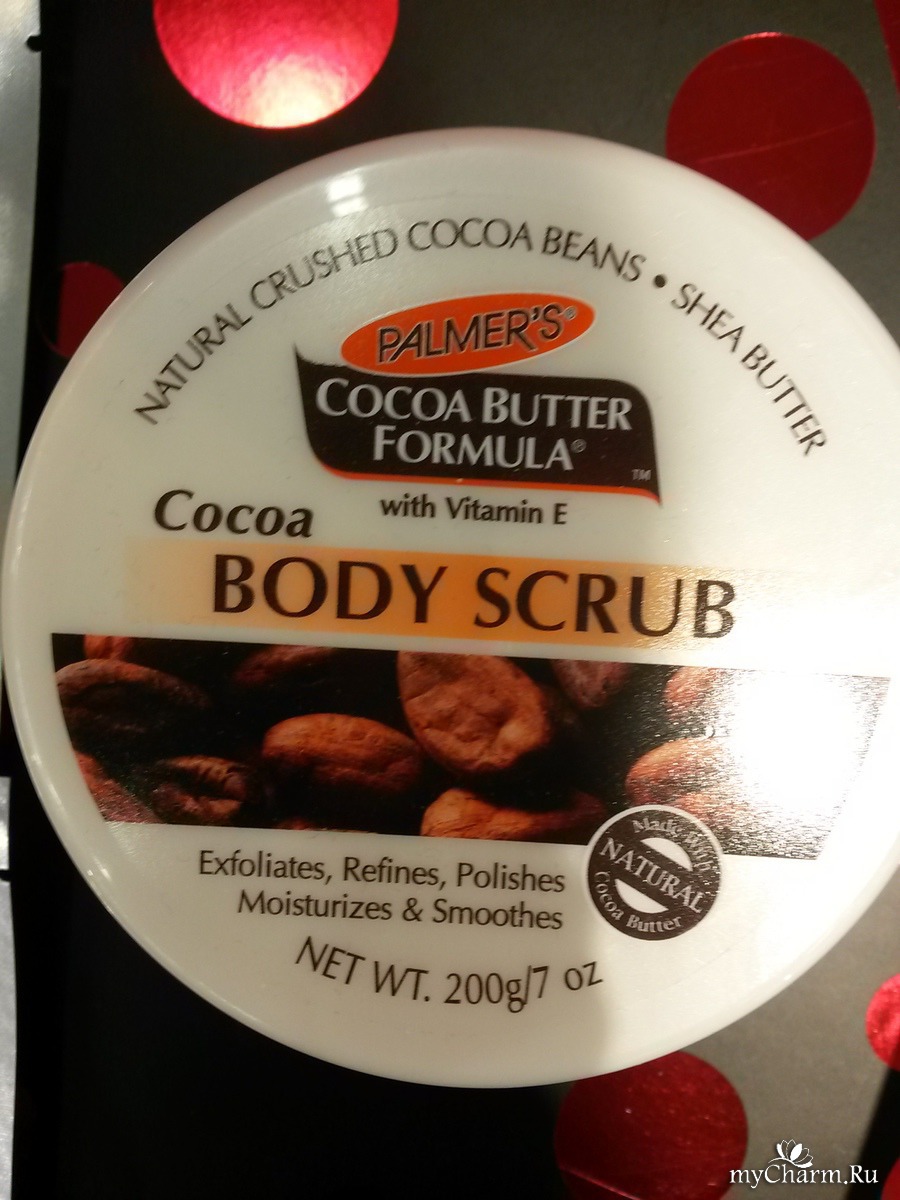 NATURAL CRUSHED COCOA BEANS • SHEA BUTTER
PALMER'S®
COCOA BUTTER
FORMULA®
TM
with Vitamin E
Cocoa
BODY SCRUB
Exfoliates, Refines, Polishes
Moisturizes & Smoothes
Made with
NATURAL
Cocoa Butter
NET WT. 200g/7 oz
myCharm.Ru